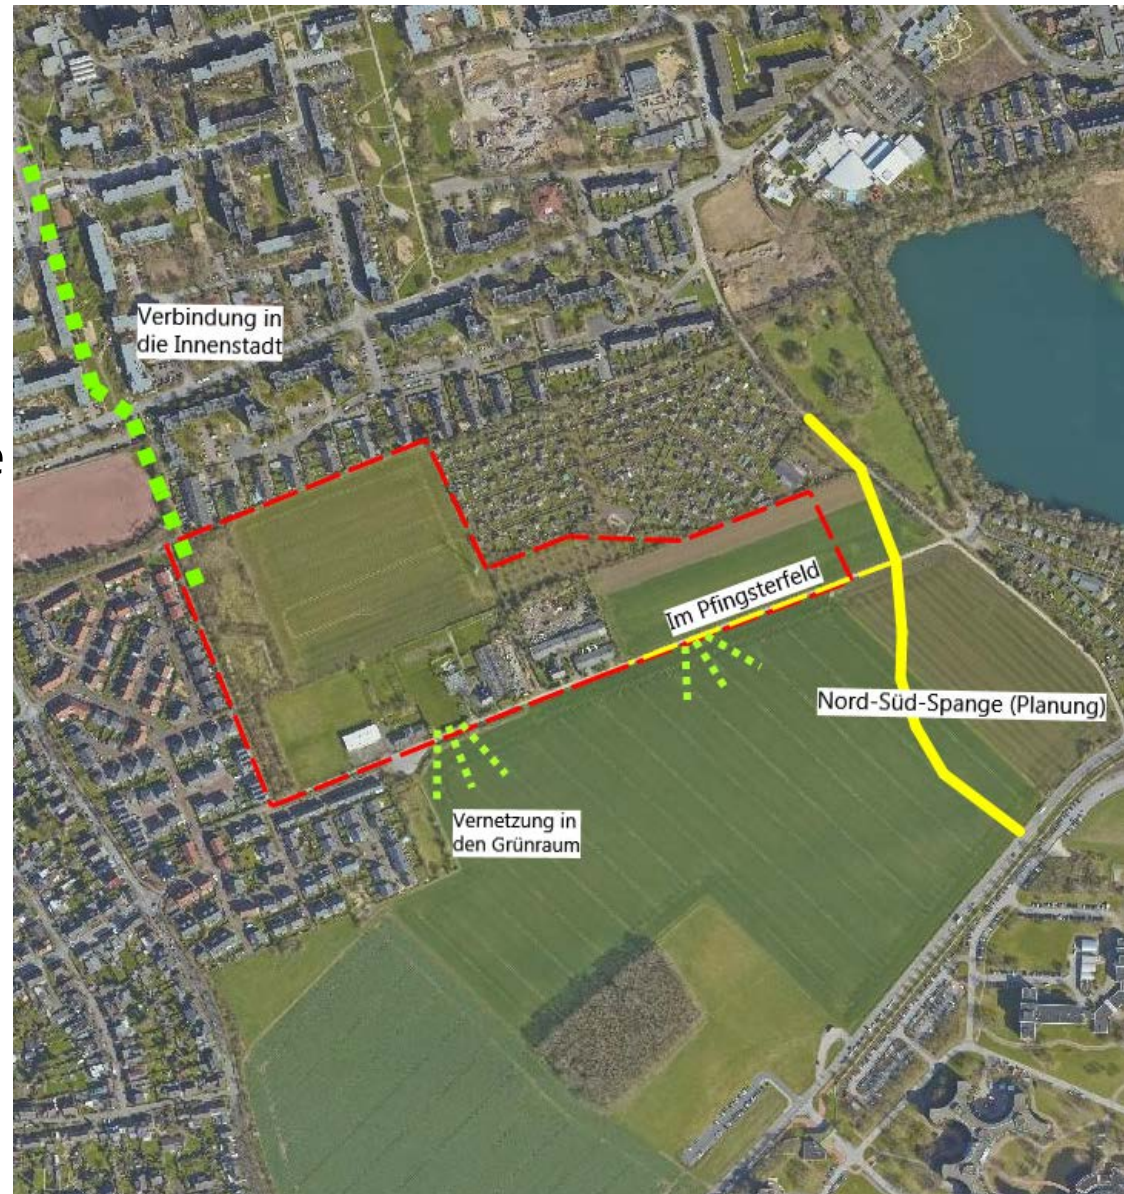 Verbindung in
die Innenstadt
e
Im Pfingsterfeld
Nord-Süd-Spange (Planung)
Vernetzung in
den Grünraum